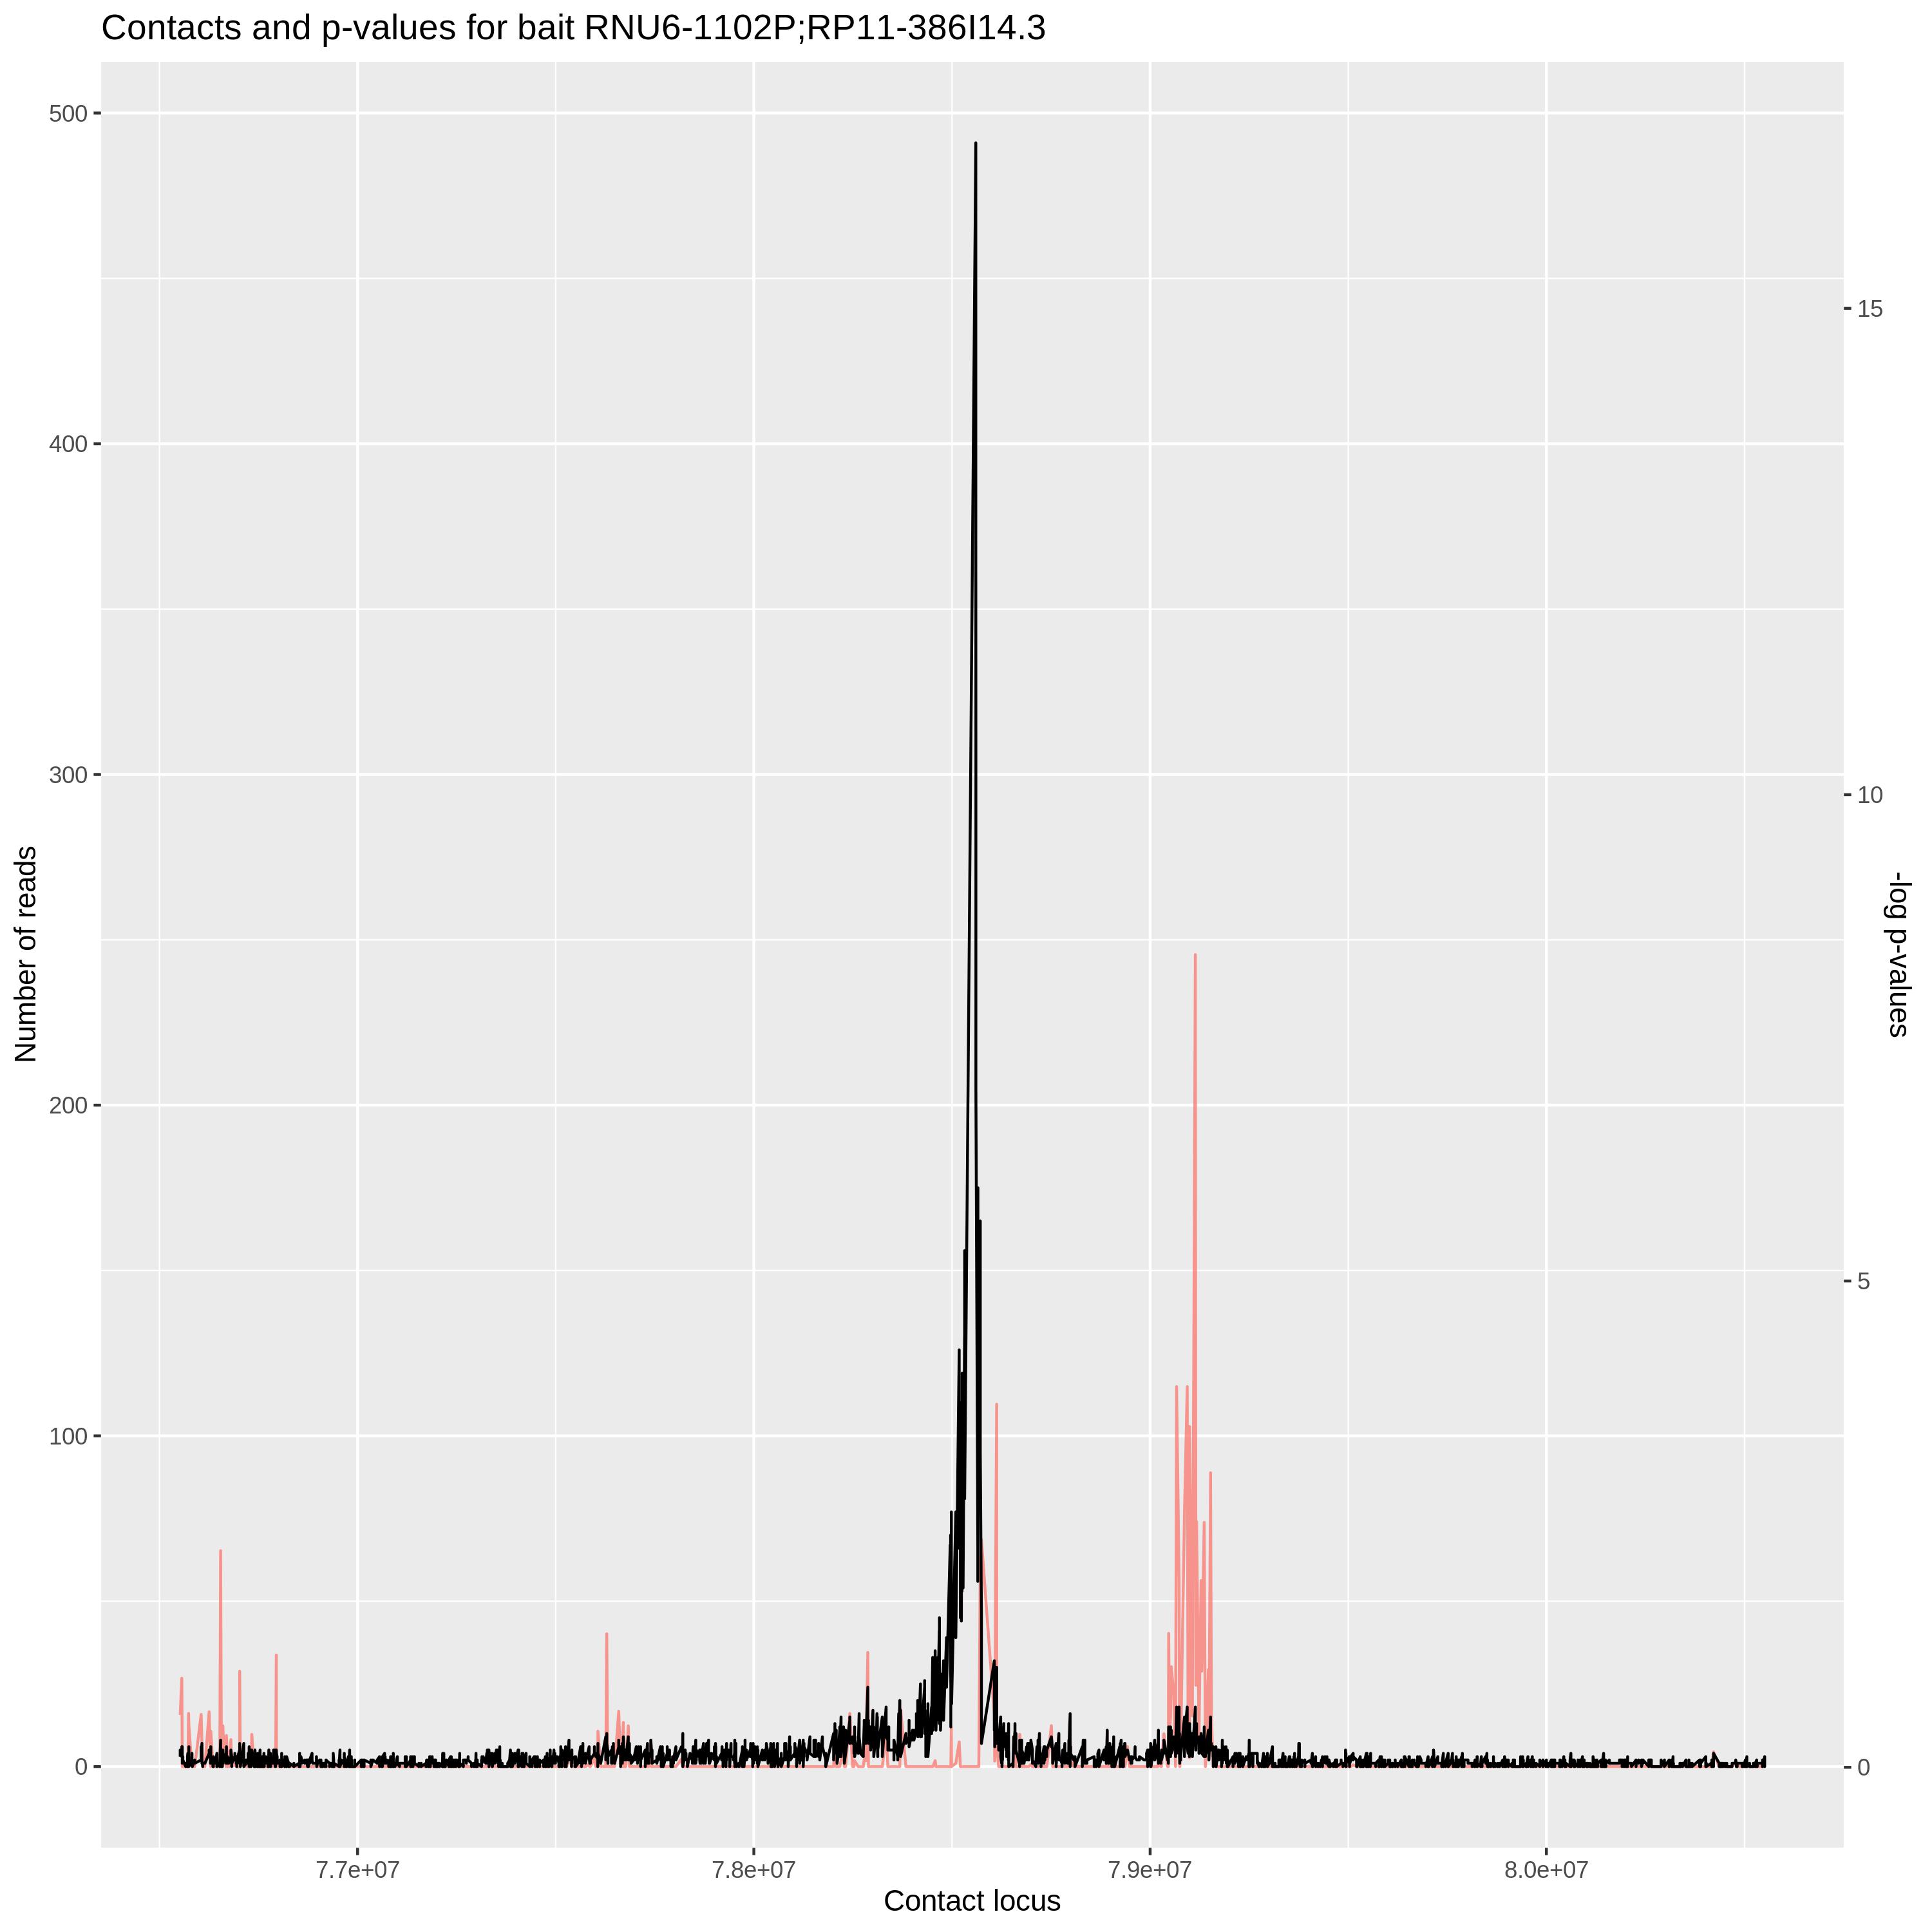 Contacts and p-values for bait RNU6-1102P;RP11-386I14.3
500
400
300
200
100
0
Number of reads
15
10
5
0
-log p-values
7.7e+07
7.8e+07
7.9e+07
8.0e+07
Contact locus